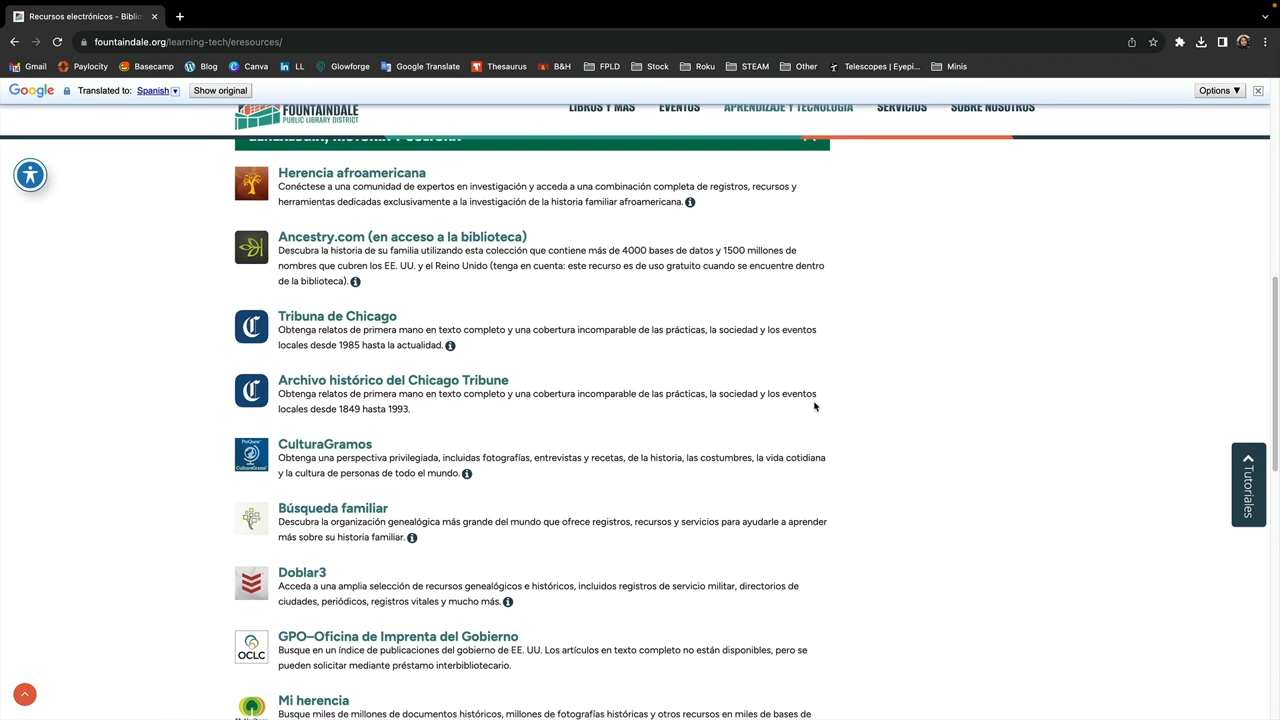 Recursos electrónicos - Biblio
fountaindale.org/learning-tech/eresources/
Gmail Paylocity Basecamp Blog Canva LL Glowforge Google Translate Thesaurus B&H FPLD Stock Roku STEAM Other Telescopes | Eyepi... Minis
Google Translated to: Spanish Show original Options ▼
FOUNTAINDALE
PUBLIC LIBRARY DISTRICT
LIBROS Y MÁS EVENTOS APRENDIZAJE Y TECNOLOGÍA SERVICIOS SOBRE NOSOTROS
GENEALOGÍA, HISTORIA Y CULTURA
Herencia afroamericana
Conéctese a una comunidad de expertos en investigación y acceda a una combinación completa de registros, recursos y
herramientas dedicadas exclusivamente a la investigación de la historia familiar afroamericana.
Ancestry.com (en acceso a la biblioteca)
Descubra la historia de su familia utilizando esta colección que contiene más de 4000 bases de datos y 1500 millones de
nombres que cubren los EE. UU. y el Reino Unido (tenga en cuenta: este recurso es de uso gratuito cuando se encuentre dentro
de la biblioteca).
Tribuna de Chicago
Obtenga relatos de primera mano en texto completo y una cobertura incomparable de las prácticas, la sociedad y los eventos
locales desde 1985 hasta la actualidad.
Archivo histórico del Chicago Tribune
Obtenga relatos de primera mano en texto completo y una cobertura incomparable de las prácticas, la sociedad y los eventos
locales desde 1849 hasta 1993.
ProQuest
CultureGrams
CulturaGramos
Obtenga una perspectiva privilegiada, incluidas fotografías, entrevistas y recetas, de la historia, las costumbres, la vida cotidiana
y la cultura de personas de todo el mundo.
Tutoriales
Búsqueda familiar
Descubra la organización genealógica más grande del mundo que ofrece registros, recursos y servicios para ayudarle a aprender
más sobre su historia familiar.
Doblar3
Acceda a una amplia selección de recursos genealógicos e históricos, incluidos registros de servicio militar, directorios de
ciudades, periódicos, registros vitales y mucho más.
OCLC
GPO–Oficina de Imprenta del Gobierno
Busque en un índice de publicaciones del gobierno de EE. UU. Los artículos en texto completo no están disponibles, pero se
pueden solicitar mediante préstamo interbibliotecario.
Mi herencia
Busque miles de millones de documentos históricos, millones de fotografías históricas y otros recursos en miles de bases de